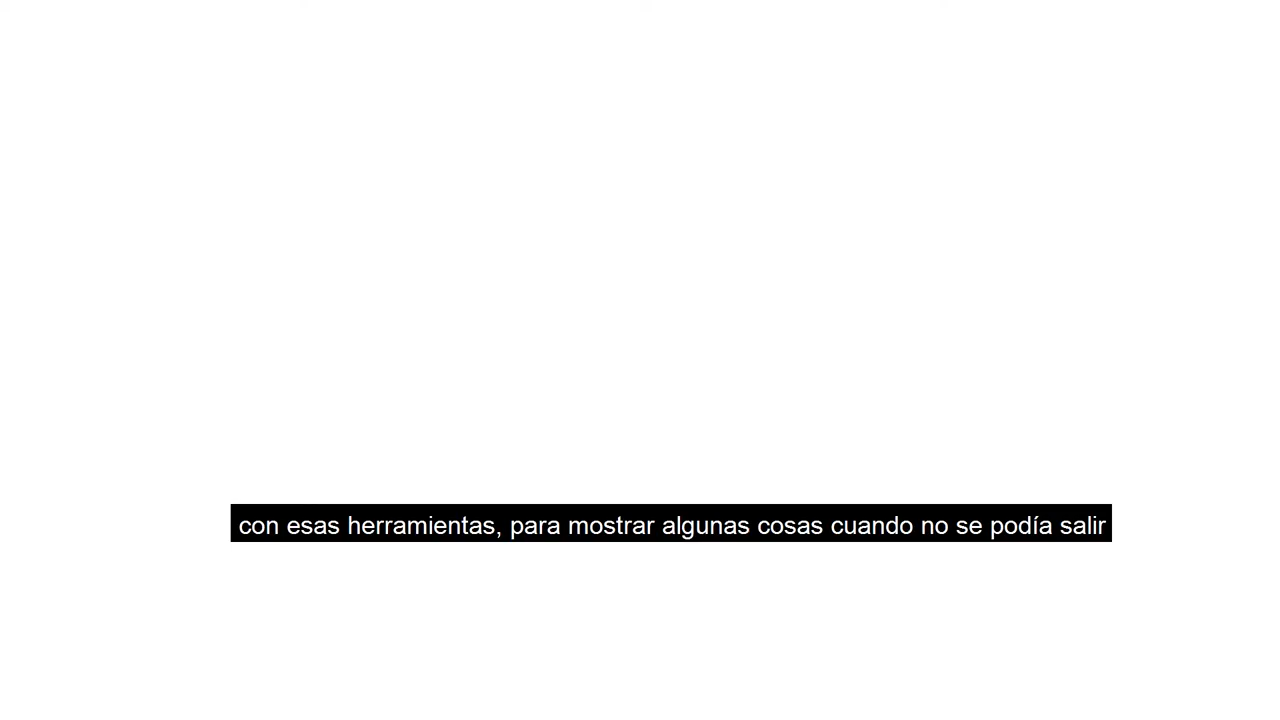 con esas herramientas, para mostrar algunas cosas cuando no se podía salir